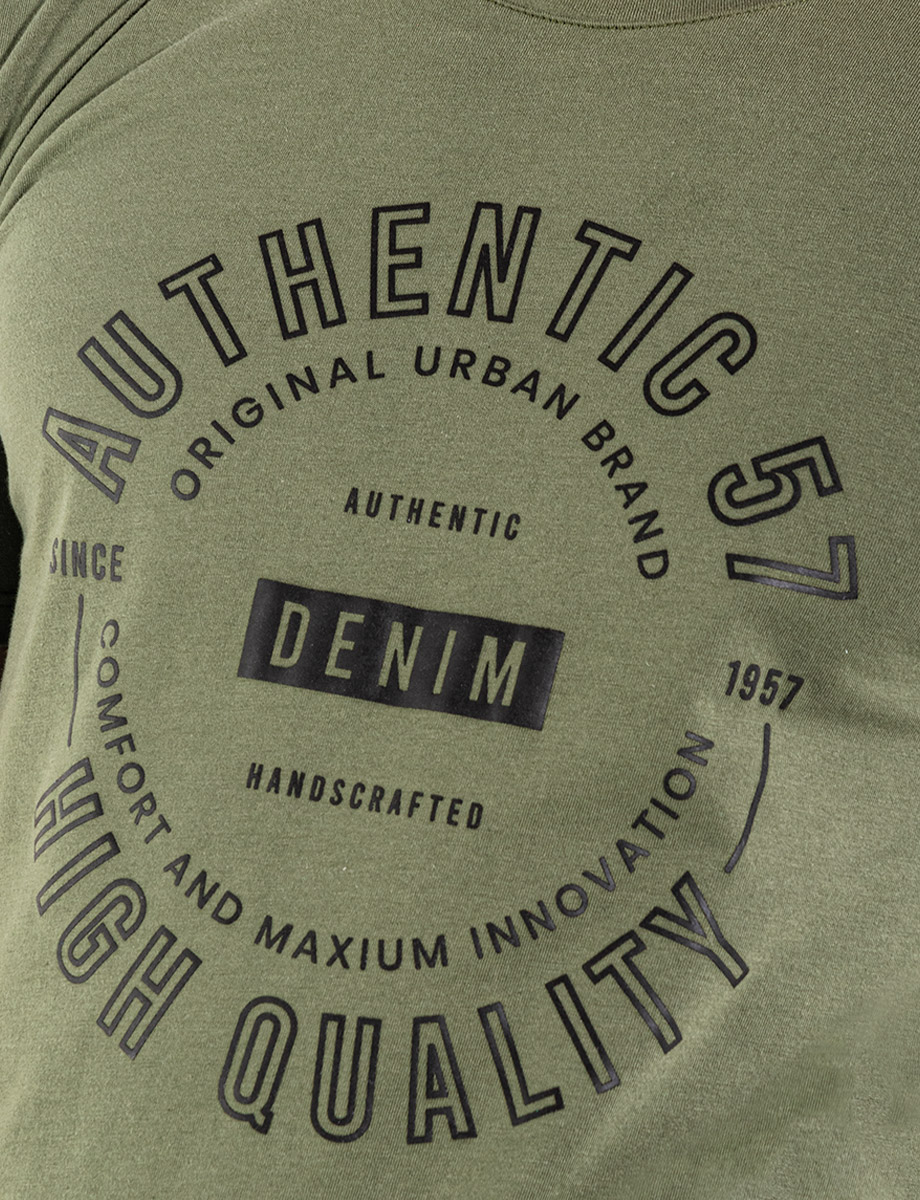 AUTHENTIC 57
ORIGINAL URBAN BRAND
AUTHENTIC
SINCE
DENIM
1957
HANDSCRAFTED
COMFORT AND MAXIUM INNOVATION
HIGH QUALITY